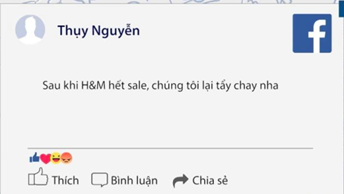 Thụy Nguyễn
Sau khi H&M hết sale, chúng tôi lại tẩy chay nha
Thích Bình luận Chia sẻ